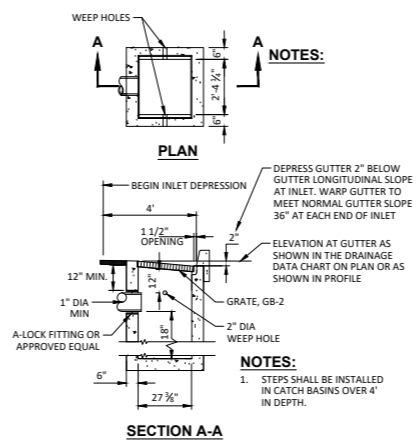 WEEP HOLES
A
A
NOTES:
6"
2'-4 ¼"
6"
PLAN
DEPRESS GUTTER 2" BELOW
GUTTER LONGITUDINAL SLOPE
AT INLET. WARP GUTTER TO
MEET NORMAL GUTTER SLOPE
36" AT EACH END OF INLET
BEGIN INLET DEPRESSION
4'
1 1/2"
OPENING
2"
ELEVATION AT GUTTER AS
SHOWN IN THE DRAINAGE
DATA CHART ON PLAN OR AS
SHOWN IN PROFILE
12" MIN.
12"
GRATE, GB-2
1" DIA
MIN
2" DIA
WEEP HOLE
A-LOCK FITTING OR
APPROVED EQUAL
18"
6"
27 ⅜"
NOTES:
1. STEPS SHALL BE INSTALLED
IN CATCH BASINS OVER 4'
IN DEPTH.
SECTION A-A